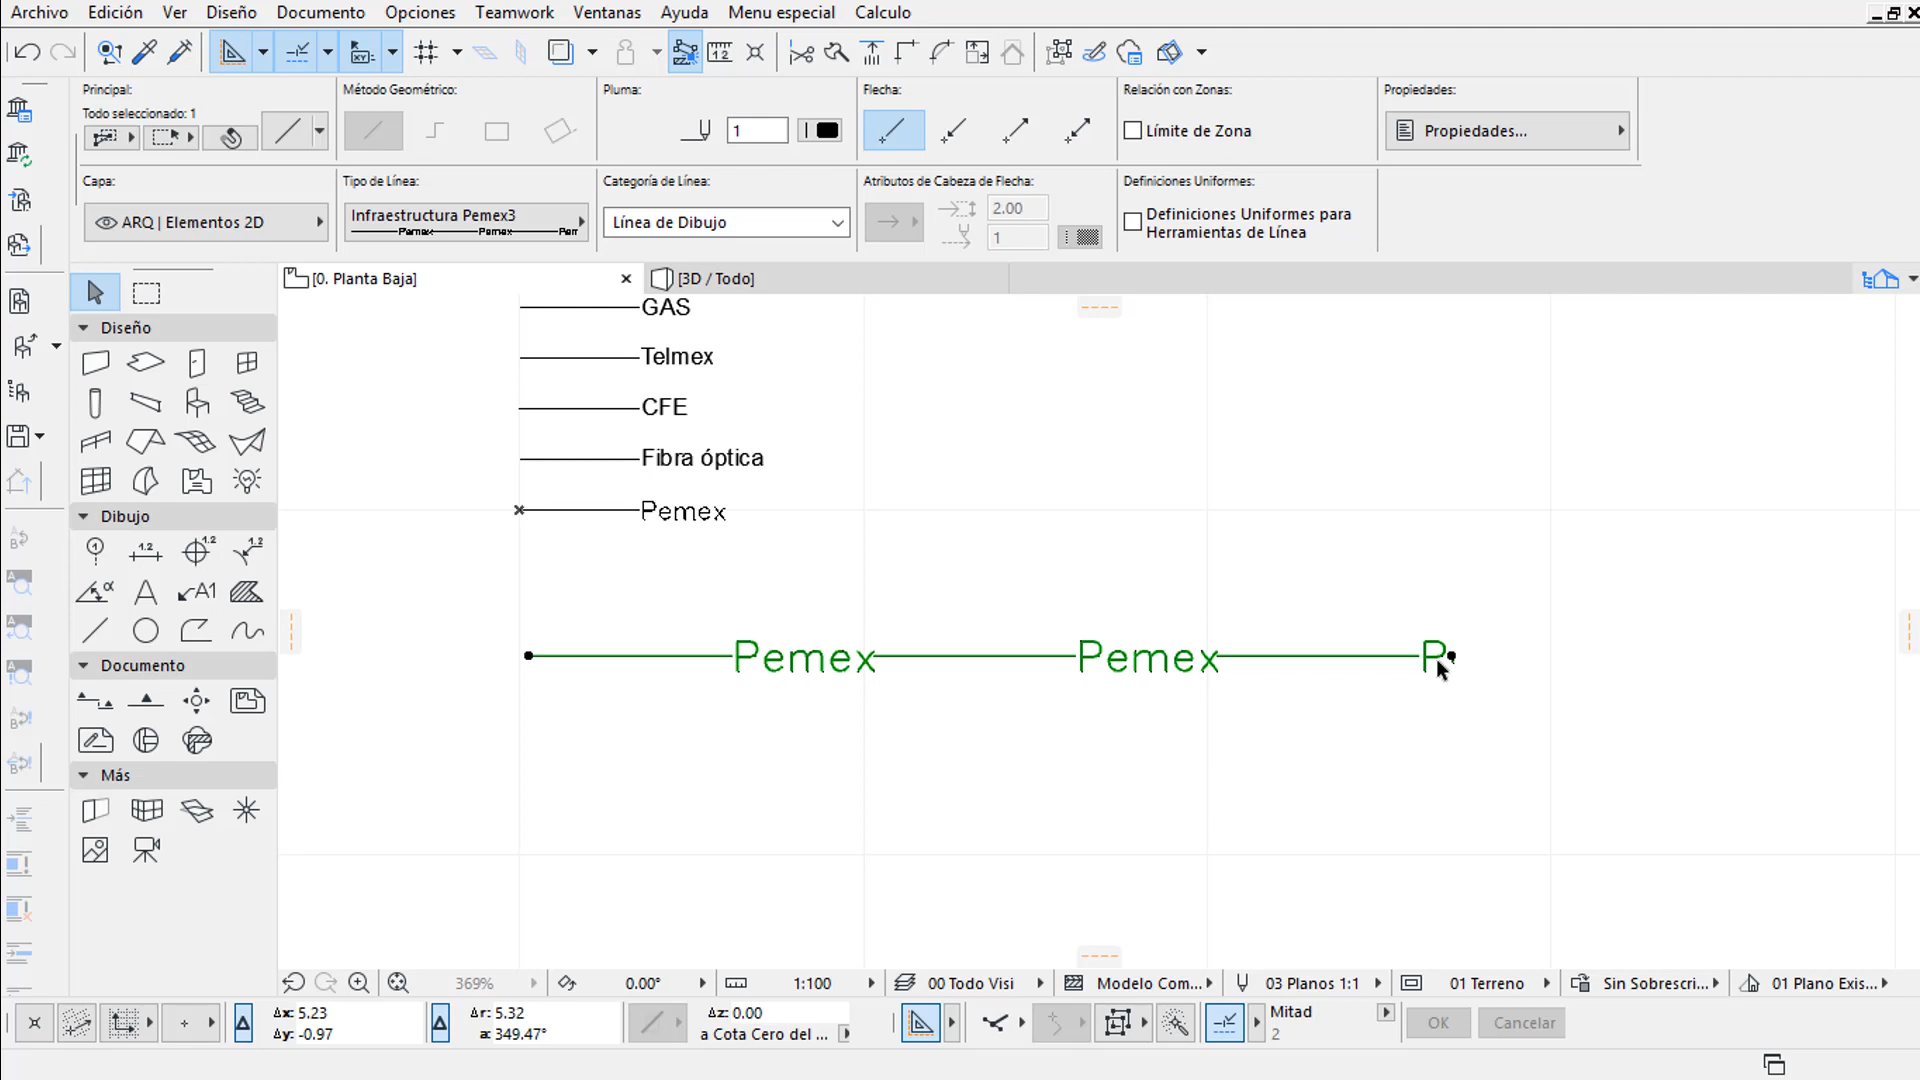 Archivo Edición Ver Diseño Documento Opciones Teamwork Ventanas Ayuda Menu especial Calculo
Principal: Método Geométrico: Pluma: Flecha: Relación con Zonas: Propiedades:
Todo seleccionado: 1
1 Límite de Zona Propiedades...
Capa: Tipo de Línea: Categoría de Línea: Atributos de Cabeza de Flecha: Definiciones Uniformes:
ARQ | Elementos 2D Infraestructura Pemex3 Línea de Dibujo 2.00 Definiciones Uniformes para
Pemex Pemex Pem 1 Herramientas de Línea
[0. Planta Baja] [3D / Todo]
GAS
Diseño
Telmex
CFE
Fibra óptica
Pemex
Dibujo
Pemex Pemex P
Documento
Más
369% 0.00° 1:100 00 Todo Visi Modelo Com... 03 Planos 1:1 01 Terreno Sin Sobrescri... 01 Plano Exis...
Δx: 5.23 Δr: 5.32 Δz: 0.00 Mitad OK Cancelar
Δy: -0.97 a: 349.47° a Cota Cero del ... 2